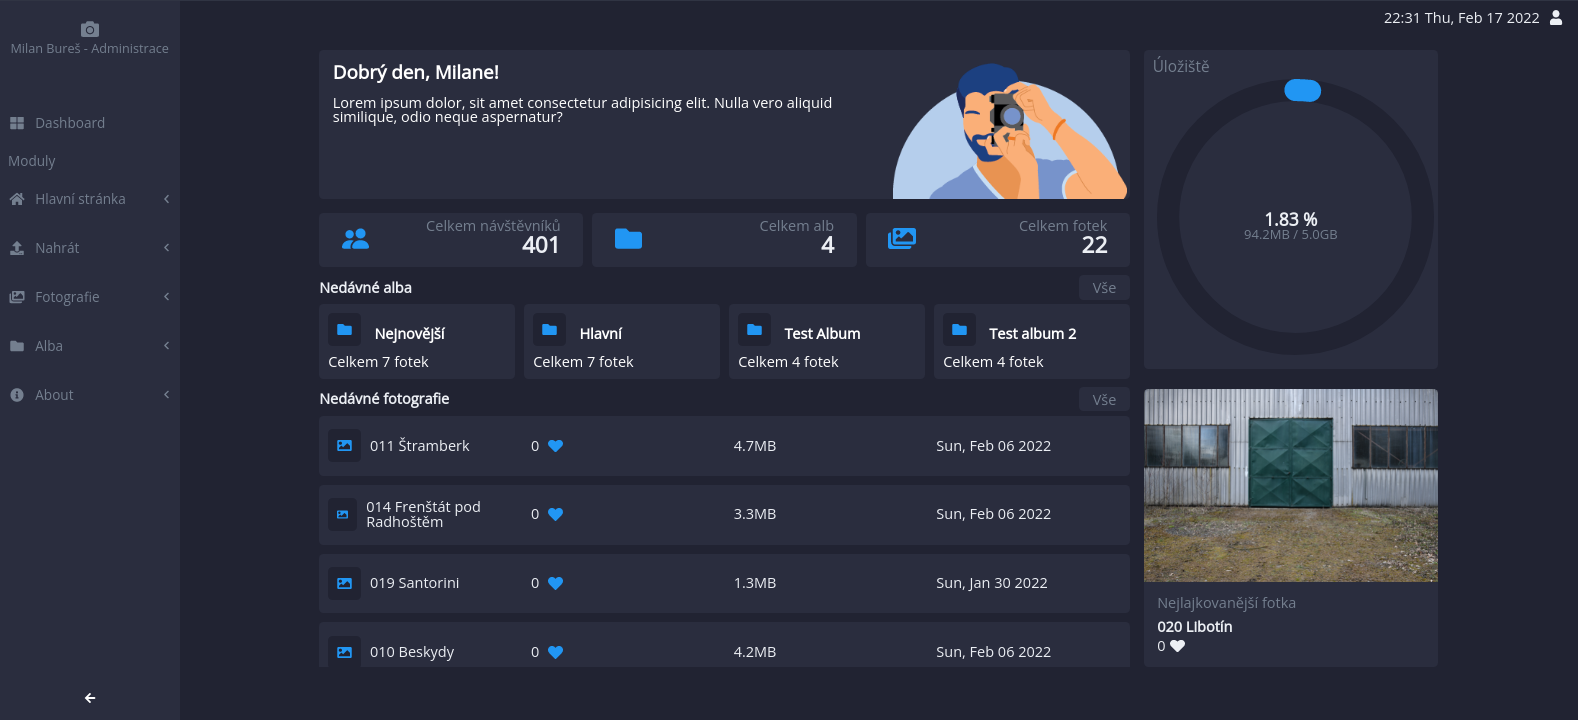 22:31 Thu, Feb 17 2022
Milan Bureš - Administrace
Dashboard
Moduly
Hlavní stránka
Nahrát
Fotografie
Alba
About
Dobrý den, Milane!
Lorem ipsum dolor, sit amet consectetur adipisicing elit. Nulla vero aliquid
similique, odio neque aspernatur?
Celkem návštěvníků
401
Celkem alb
4
Celkem fotek
22
Nedávné alba
Vše
Nejnovější
Celkem 7 fotek
Hlavní
Celkem 7 fotek
Test Album
Celkem 4 fotek
Test album 2
Celkem 4 fotek
Nedávné fotografie
Vše
011 Štramberk 0 4.7MB Sun, Feb 06 2022
014 Frenštát pod
Radhoštěm 0 3.3MB Sun, Feb 06 2022
019 Santorini 0 1.3MB Sun, Jan 30 2022
010 Beskydy 0 4.2MB Sun, Feb 06 2022
Úložiště
1.83 %
94.2MB / 5.0GB
Nejlajkovanější fotka
020 LIbotín
0